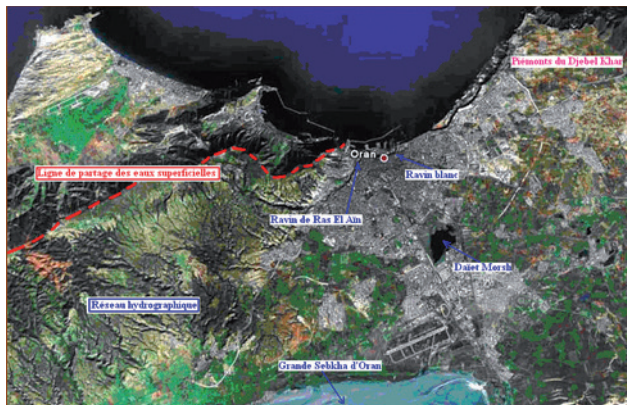 Piémonts du Djebel Khar
Oran
Ravin blanc
Ligne de partage des eaux superficielles
Ravin de Ras El Aïn
Daïet Morsli
Réseau hydrographique
Grande Sebkha d'Oran